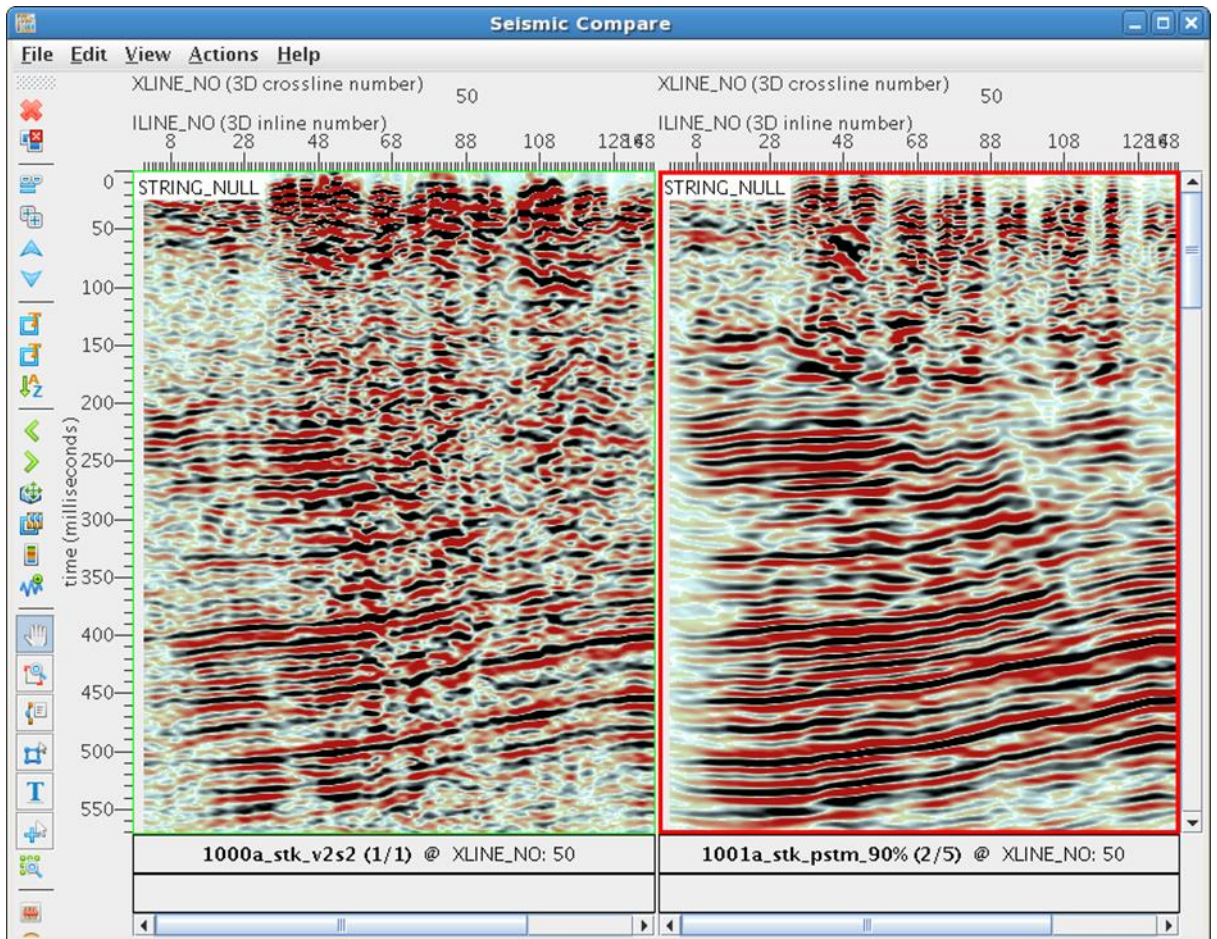 Seismic Compare
File Edit View Actions Help
XLINE_NO (3D crossline number) 50
ILINE_NO (3D inline number)
8 28 48 68 88 108
XLINE_NO (3D crossline number) 50
ILINE_NO (3D inline number)
8 28 48 68 88 108
STRING_NULL
STRING_NULL
time (milliseconds)
0
50
100
150
200
250
300
350
400
450
500
550
1000a_stk_v2s2 (1/1) @ XLINE_NO: 50
1001a_stk_pstm_90% (2/5) @ XLINE_NO: 50
A
Z
T